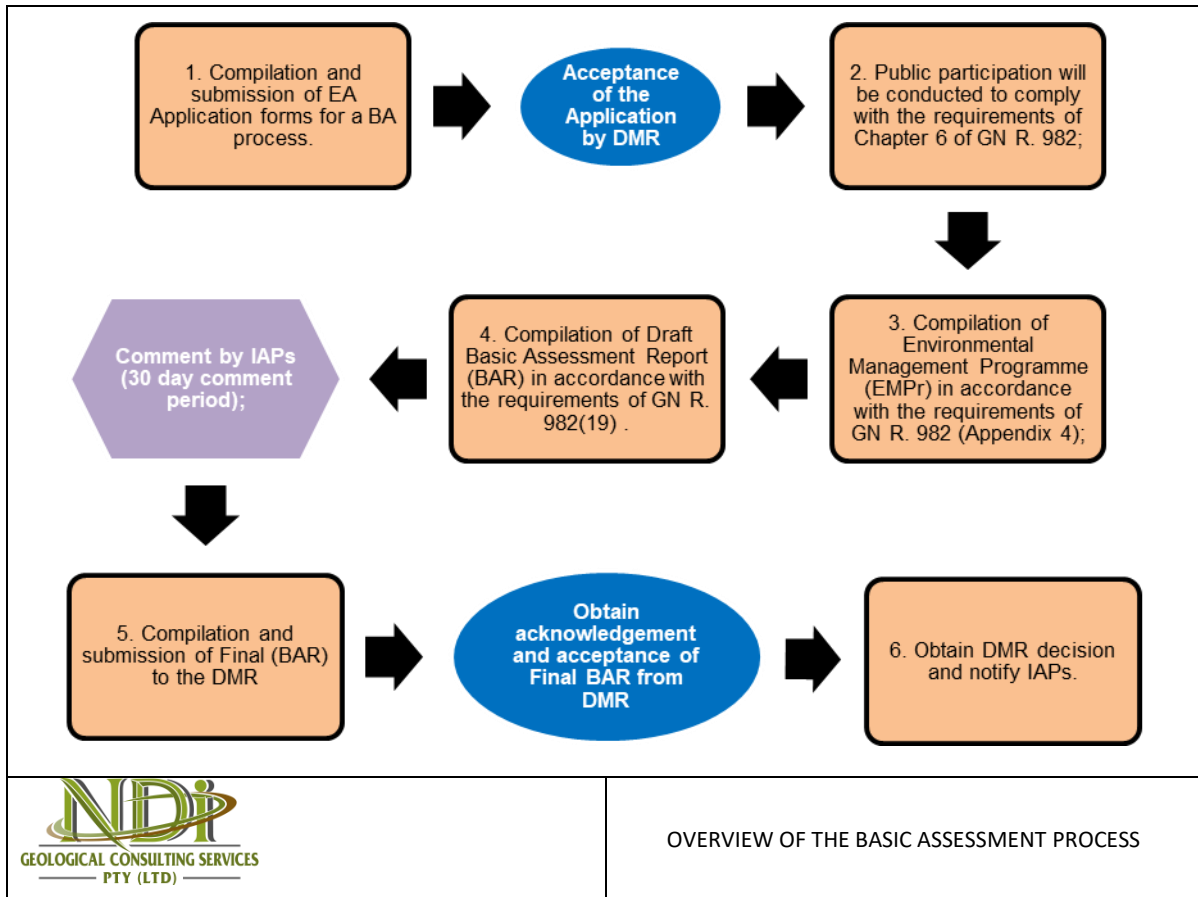 1. Compilation and
submission of EA
Application forms for a BA
process.
Acceptance
of the
Application
by DMR
2. Public participation will
be conducted to comply
with the requirements of
Chapter 6 of GN R. 982;
3. Compilation of
Environmental
Management Programme
(EMPr) in accordance
with the requirements of
GN R. 982 (Appendix 4);
4. Compilation of Draft
Basic Assessment Report
(BAR) in accordance with
the requirements of GN R.
982(19) .
Comment by IAPs
(30 day comment
period);
5. Compilation and
submission of Final (BAR)
to the DMR
Obtain
acknowledgement
and acceptance of
Final BAR from
DMR
6. Obtain DMR decision
and notify IAPs.
NDi
GEOLOGICAL CONSULTING SERVICES
PTY (LTD)
OVERVIEW OF THE BASIC ASSESSMENT PROCESS